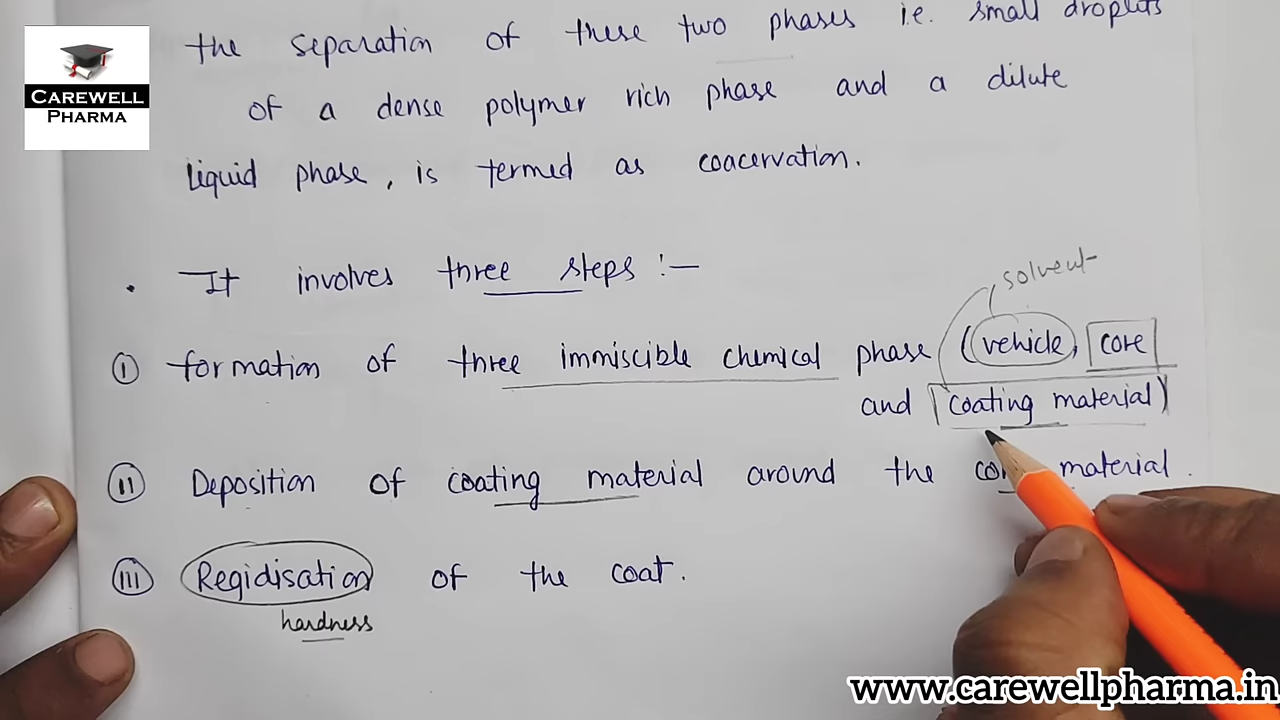 CAREWELL
PHARMA
the separation of these two phases i.e. small droplets
of a dense polymer rich phase and a dilute
liquid phase, is termed as coacervation.
. It involves three steps :-
solvent
(I) formation of three immiscible chemical phase (vehicle, core
and coating material)
(II) Deposition of coating material around the material.
(III) Regidisation of the coat.
hardness
www.carewellpharma.in